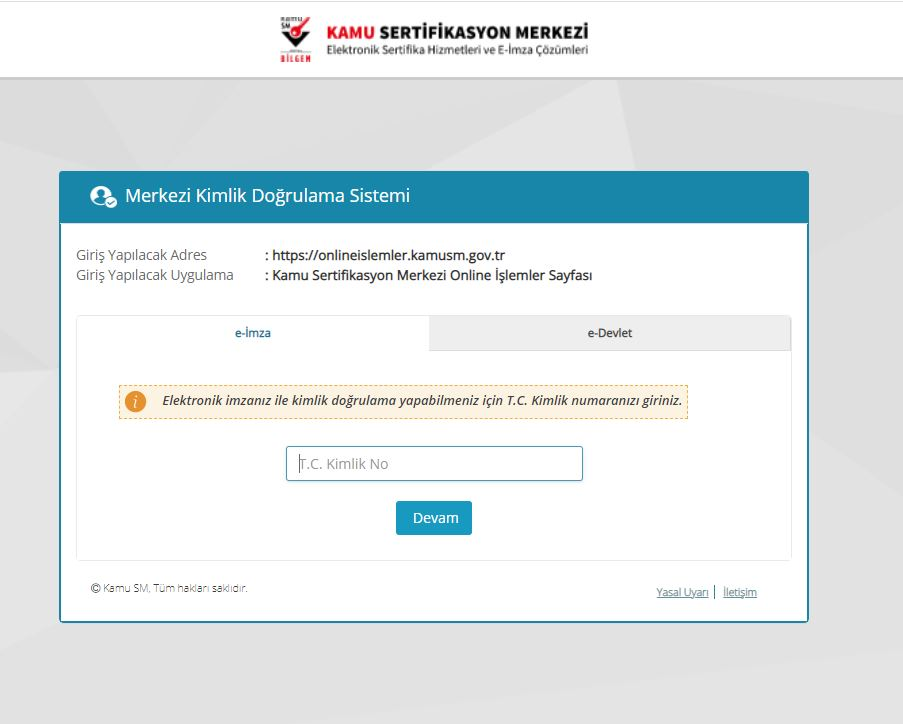 KAMU
SM
BİLGEM
KAMU SERTİFİKASYON MERKEZİ
Elektronik Sertifika Hizmetleri ve E-İmza Çözümleri
Merkezi Kimlik Doğrulama Sistemi
Giriş Yapılacak Adres : https://onlineislemler.kamusm.gov.tr
Giriş Yapılacak Uygulama : Kamu Sertifikasyon Merkezi Online İşlemler Sayfası
e-İmza e-Devlet
i Elektronik imzanız ile kimlik doğrulama yapabilmeniz için T.C. Kimlik numaranızı giriniz.
T.C. Kimlik No
Devam
© Kamu SM, Tüm hakları saklıdır.
Yasal Uyarı | İletişim